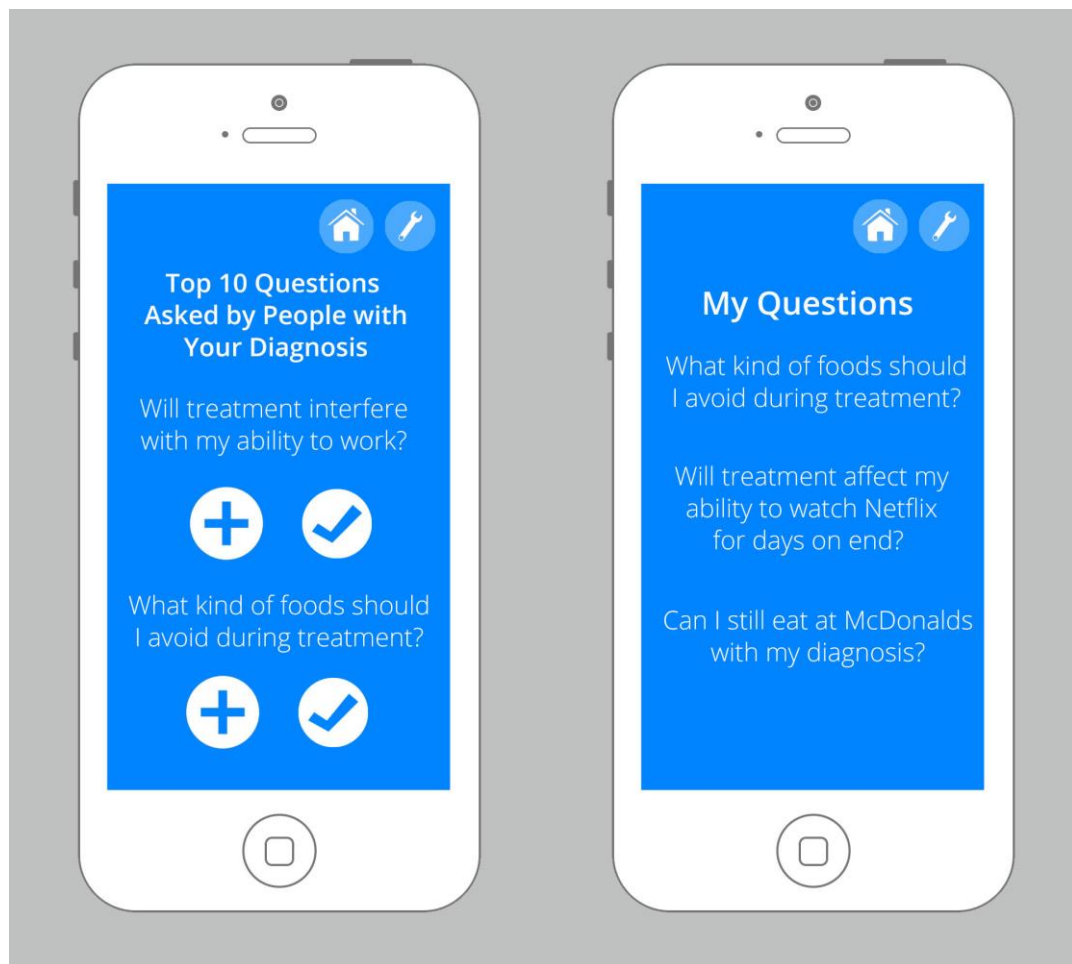 Top 10 Questions
Asked by People with
Your Diagnosis
Will treatment interfere
with my ability to work?
What kind of foods should
I avoid during treatment?
My Questions
What kind of foods should
I avoid during treatment?
Will treatment affect my
ability to watch Netflix
for days on end?
Can I still eat at McDonalds
with my diagnosis?